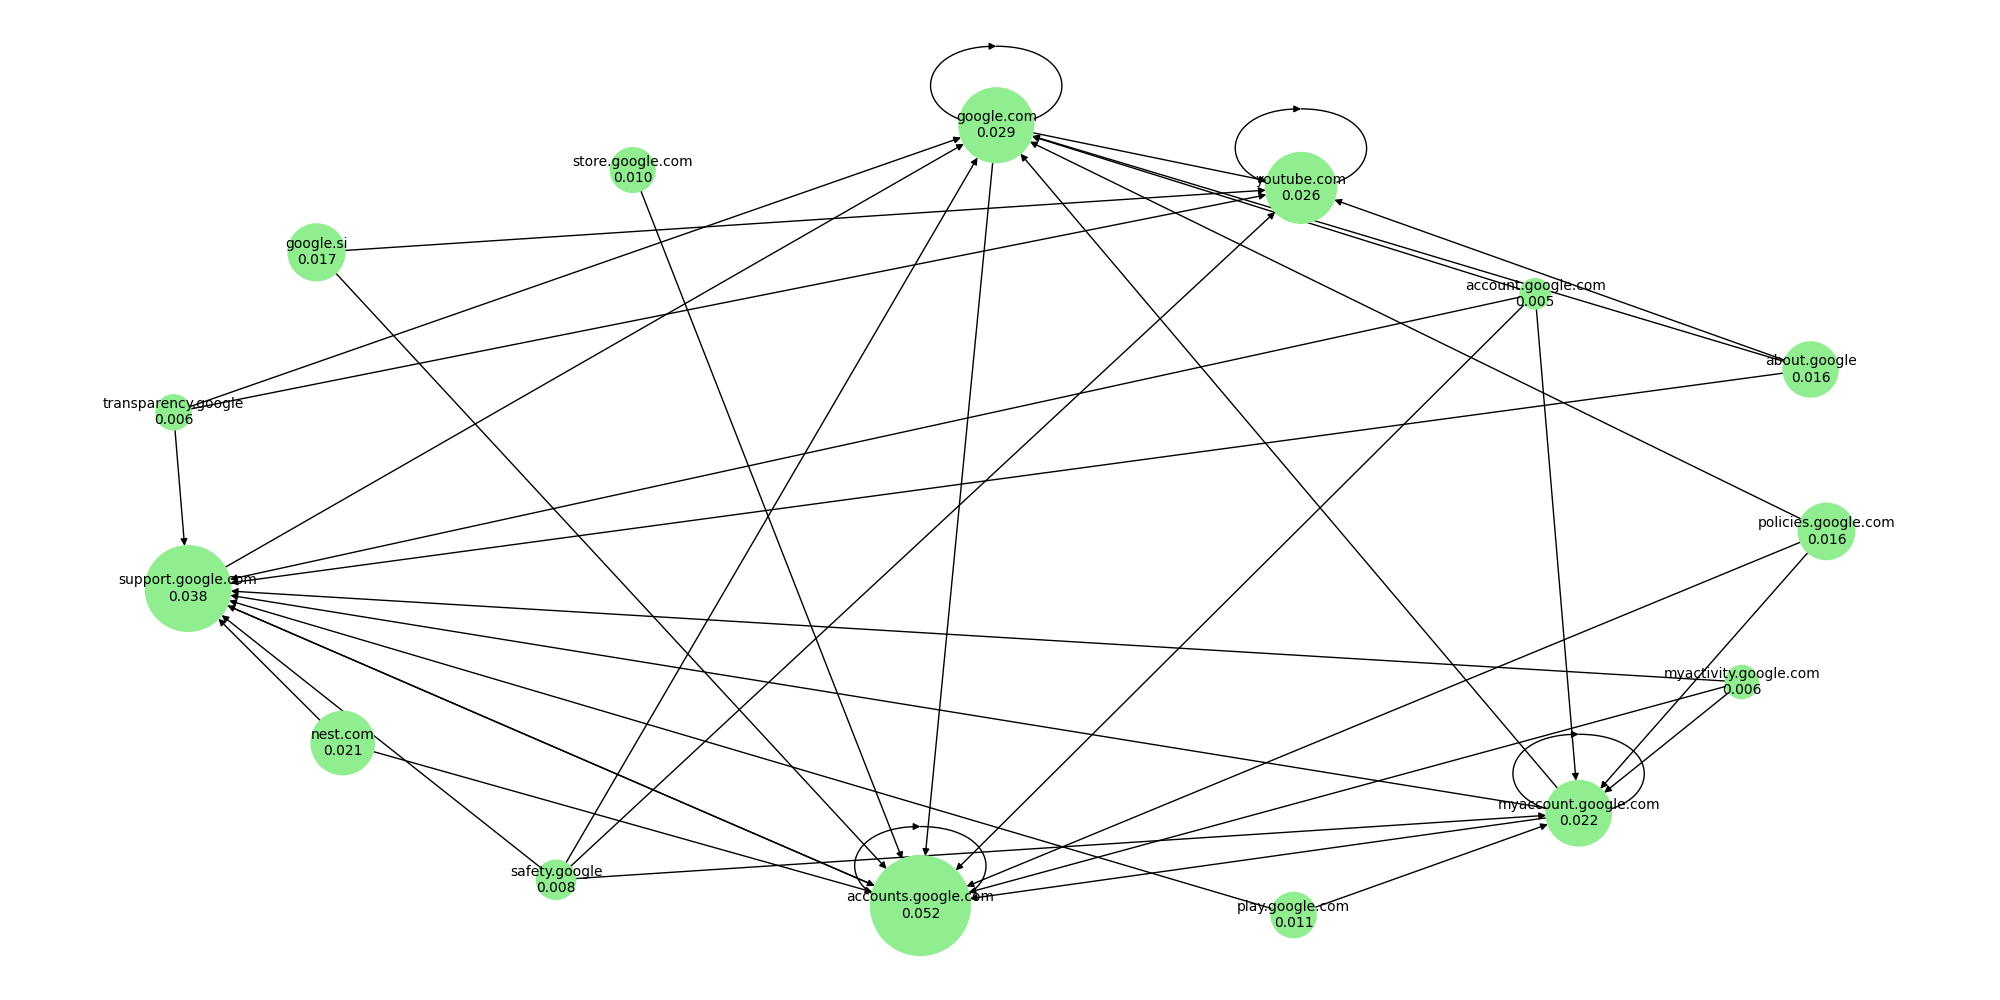 google.com
0.029
youtube.com
0.026
store.google.com
0.010
google.si
0.017
account.google.com
0.005
about.google
0.016
transparency.google
0.006
policies.google.com
0.016
support.google.com
0.038
myactivity.google.com
0.006
nest.com
0.021
myaccount.google.com
0.022
safety.google
0.008
accounts.google.com
0.052
play.google.com
0.011